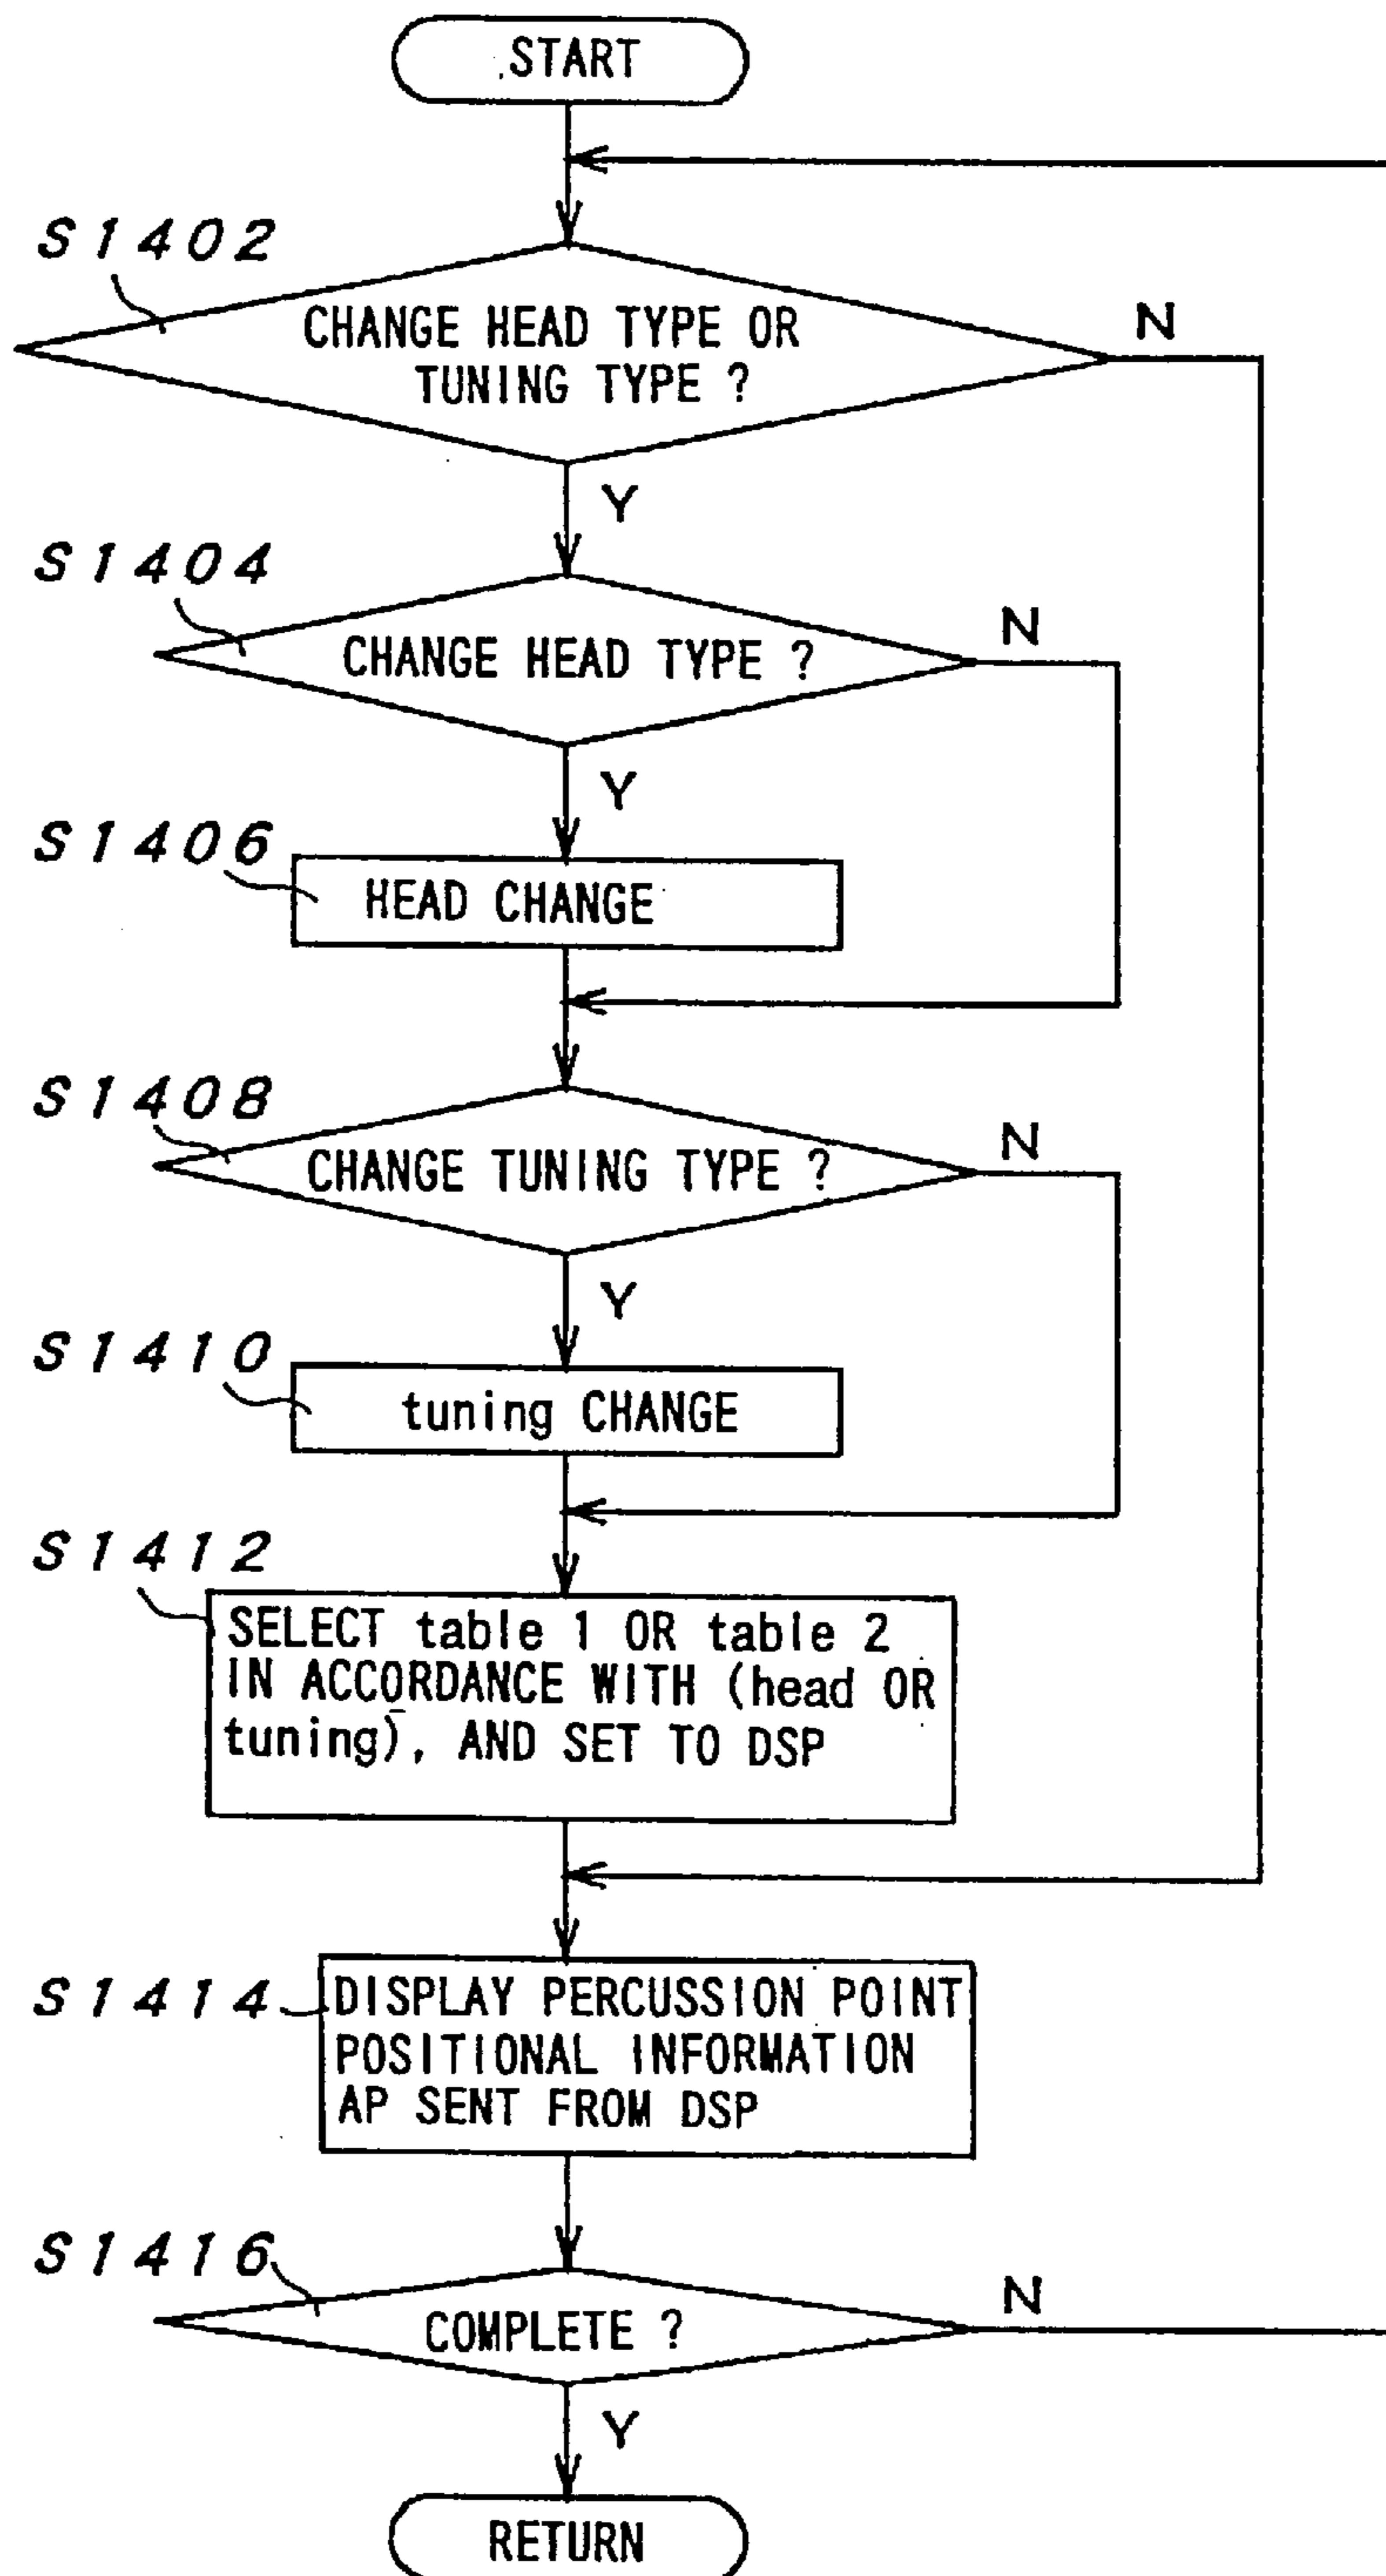 START
S1402
CHANGE HEAD TYPE OR
TUNING TYPE ?
N
Y
S1404
CHANGE HEAD TYPE ?
N
Y
S1406
HEAD CHANGE
S1408
CHANGE TUNING TYPE ?
N
Y
S1410
tuning CHANGE
S1412
SELECT table 1 OR table 2
IN ACCORDANCE WITH (head OR
tuning), AND SET TO DSP
S1414
DISPLAY PERCUSSION POINT
POSITIONAL INFORMATION
AP SENT FROM DSP
S1416
COMPLETE ?
N
Y
RETURN